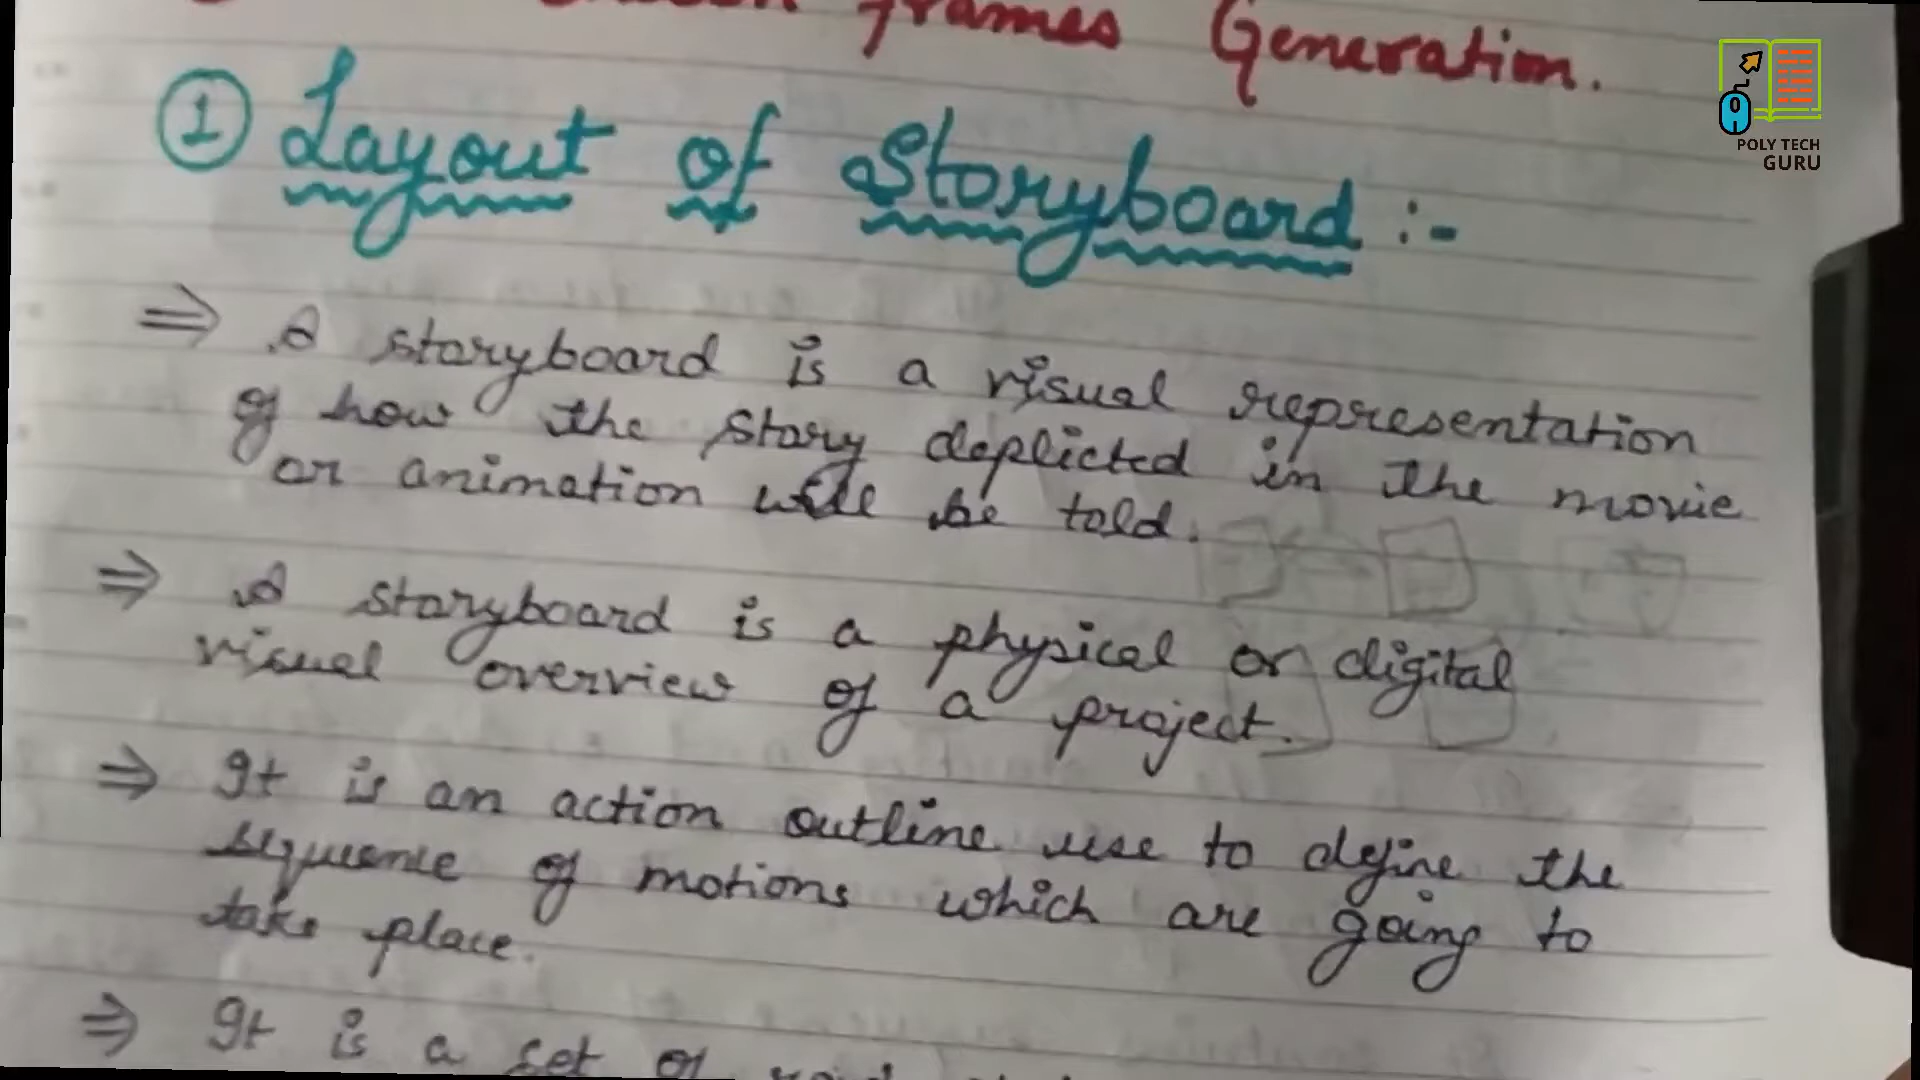 frames Generation.
POLY TECH
GURU
① Layout of Storyboard :-
⇒ A storyboard is a visual representation
of how the story depicted in the movie
or animation will be told.
⇒ A storyboard is a physical or digital
visual overview of a project.
⇒ It is an action outline use to define the
sequence of motions which are going to
take place.
⇒ It is a set of